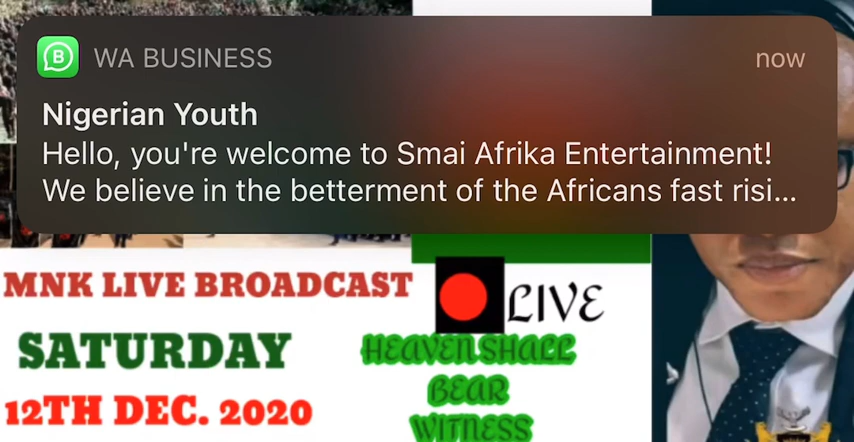 WA BUSINESS
now
Nigerian Youth
Hello, you're welcome to Smai Afrika Entertainment!
We believe in the betterment of the Africans fast risi...
MNK LIVE BROADCAST
SATURDAY
12TH DEC. 2020
LIVE
HEAVEN SHALL
BEAR
WITNESS